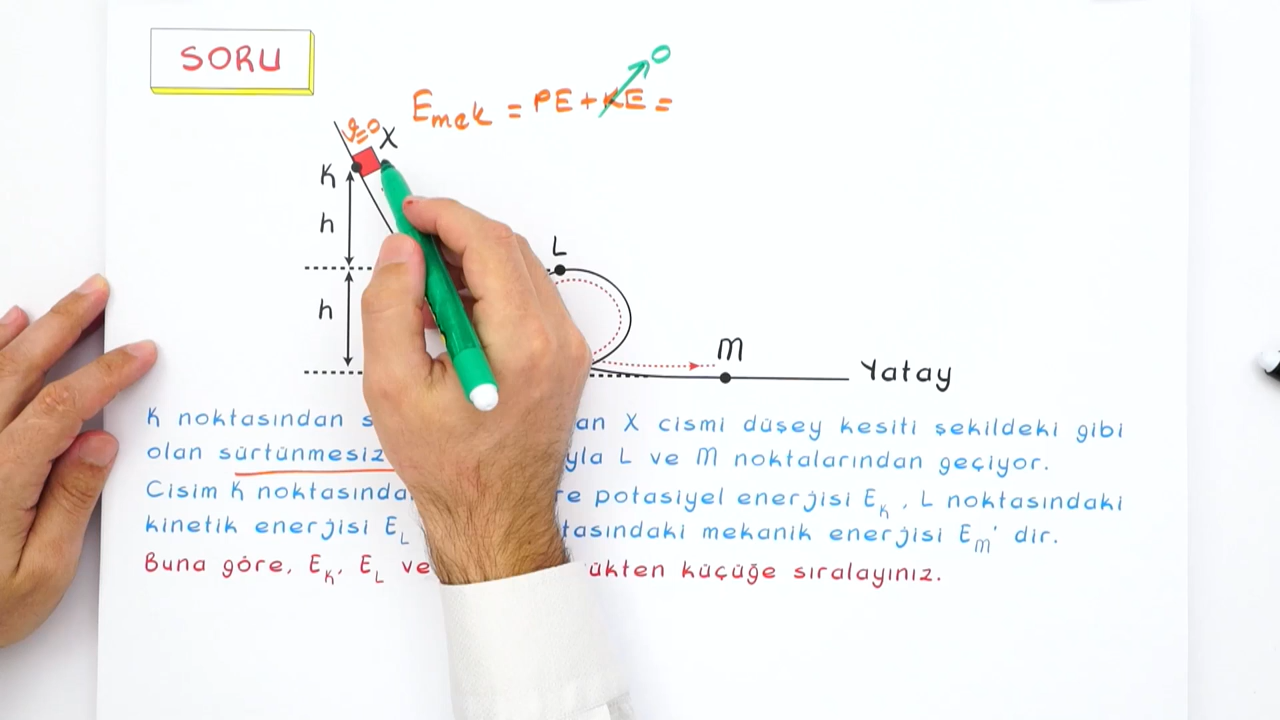 SORU
Emek = PE + KE =
0
v=0
X
K
h
L
h
M
Yatay
K noktasından s an X cismi düşey kesiti şekildeki gibi
olan sürtünmesiz yla L ve M noktalarından geçiyor.
Cisim K noktasında re potasiyel enerjisi EK, L noktasındaki
kinetik enerjisi EL tasındaki mekanik enerjisi EM' dir.
Buna göre, EK, EL ve ükten küçüğe sıralayınız.